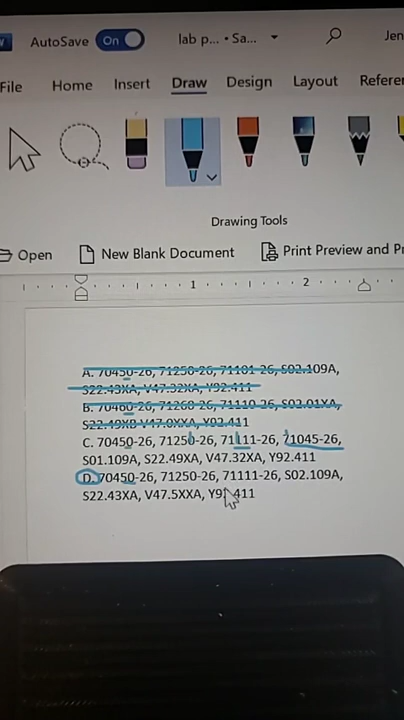 AutoSave On lab p... • Sa...
Jen
File Home Insert Draw Design Layout Referen
Drawing Tools
Open New Blank Document Print Preview and Pr
1 2
A. 70450-26, 71250-26, 71101-26, S02.109A,
S22.43XA, V47.32XA, Y92.411
B. 70460-26, 71260-26, 71110-26, S02.01XA,
S22.49XB V47.0XXA, Y92.411
C. 70450-26, 71250-26, 71111-26, 71045-26,
S01.109A, S22.49XA, V47.32XA, Y92.411
D. 70450-26, 71250-26, 71111-26, S02.109A,
S22.43XA, V47.5XXA, Y92.411